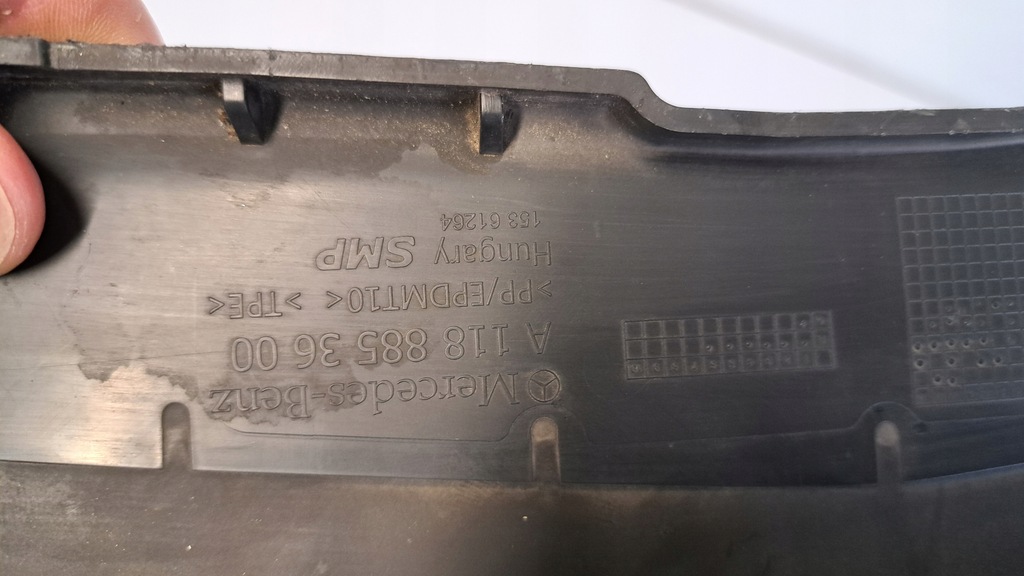 Mercedes-Benz
A 118 885 36 00
>PP/EPDMT10< >TPE<
Hungary SMP
153 61264